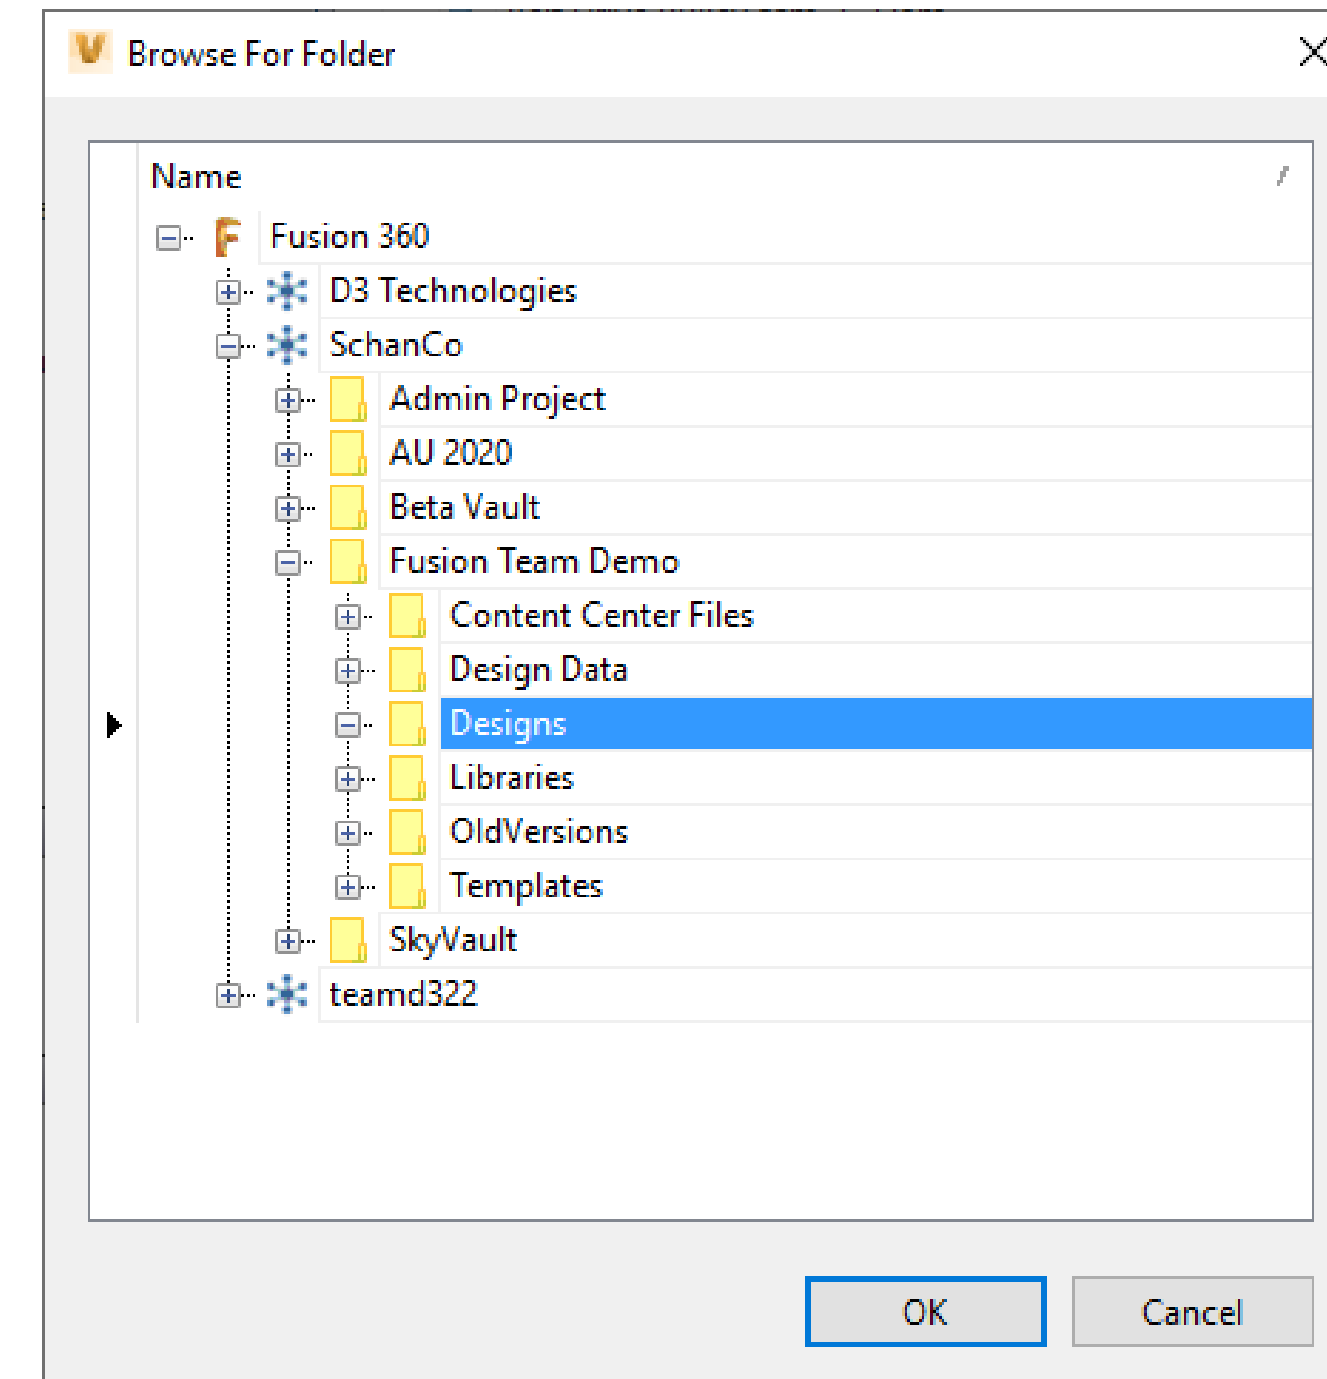 Browse For Folder
Name
Fusion 360
D3 Technologies
SchanCo
Admin Project
AU 2020
Beta Vault
Fusion Team Demo
Content Center Files
Design Data
Designs
Libraries
OldVersions
Templates
SkyVault
teamd322
OK
Cancel